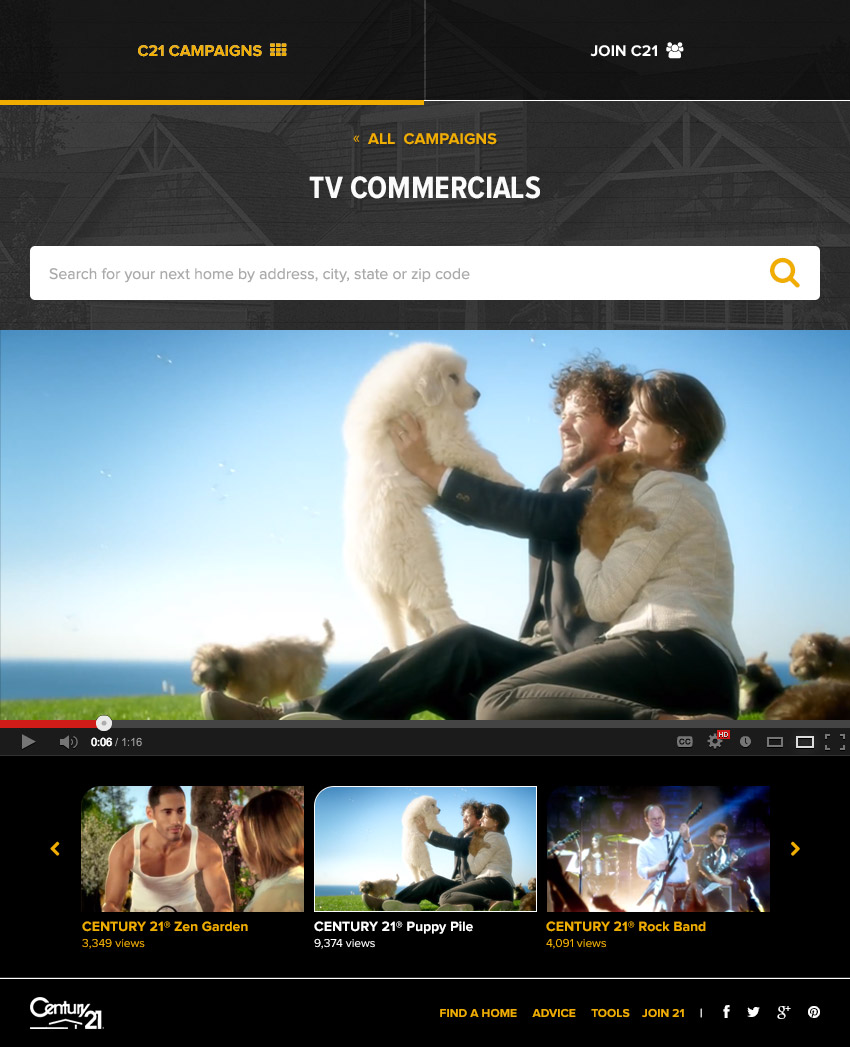 C21 CAMPAIGNS
JOIN C21
« ALL CAMPAIGNS
TV COMMERCIALS
Search for your next home by address, city, state or zip code
0:06 / 1:16
CC
HD
CENTURY 21® Zen Garden
3,349 views
CENTURY 21® Puppy Pile
9,374 views
CENTURY 21® Rock Band
4,091 views
Century 21
FIND A HOME ADVICE TOOLS JOIN 21 | f g+